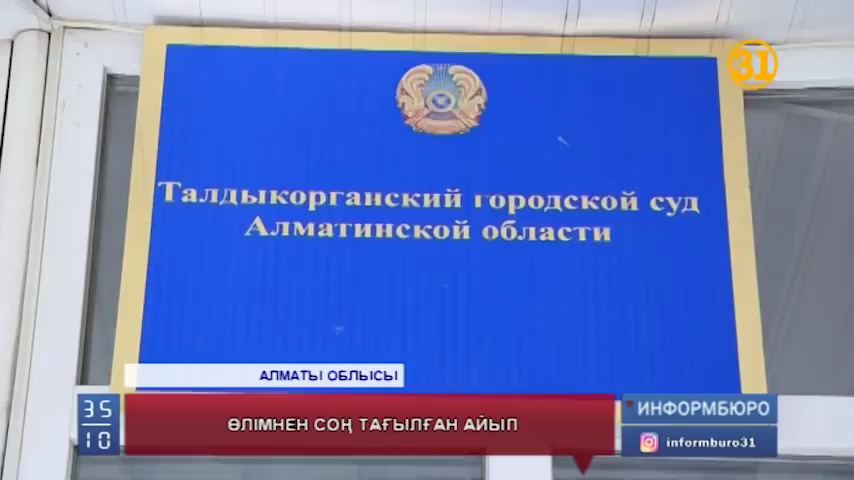 31
Талдыкорганский городской суд
Алматинской области
АЛМАТЫ ОБЛЫСЫ
35
10
ӨЛІМНЕН СОҢ ТАҒЫЛҒАН АЙЫП
ИНФОРМБЮРО
informburo31